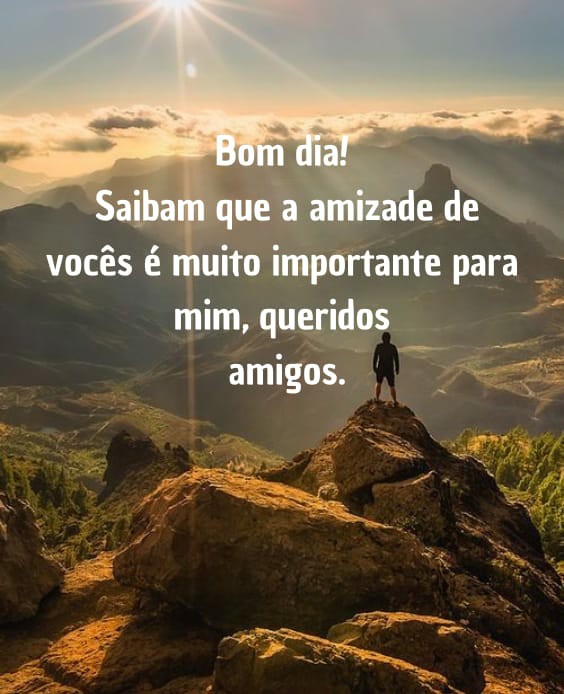 Bom dia!
Saibam que a amizade de
vocês é muito importante para
mim, queridos
amigos.